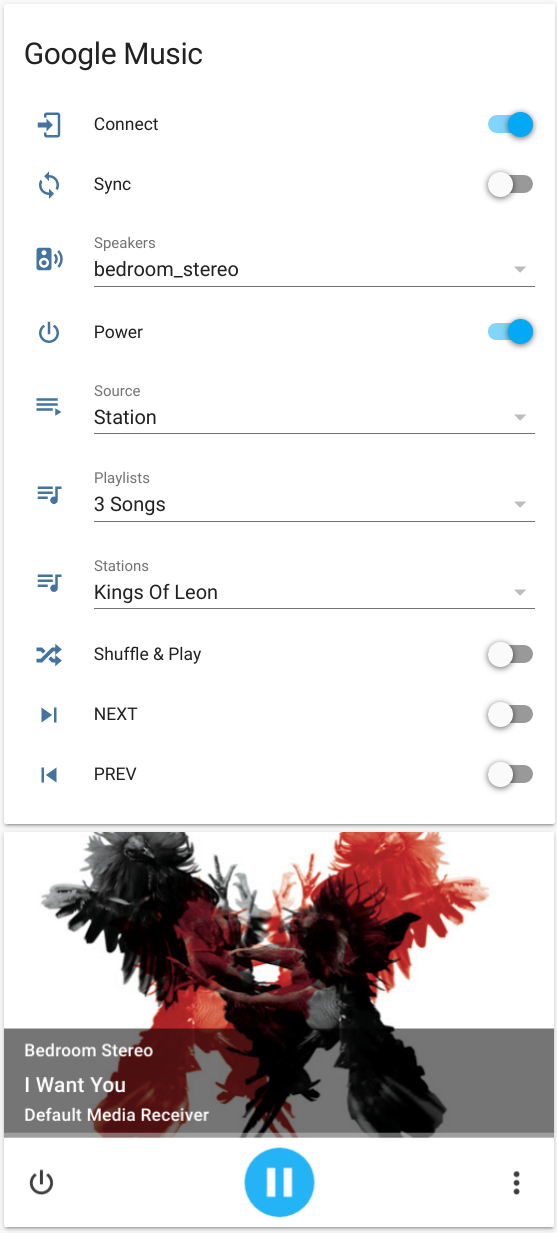 Google Music
Connect
Sync
Speakers
bedroom_stereo
Power
Source
Station
Playlists
3 Songs
Stations
Kings Of Leon
Shuffle & Play
NEXT
PREV
Bedroom Stereo
I Want You
Default Media Receiver